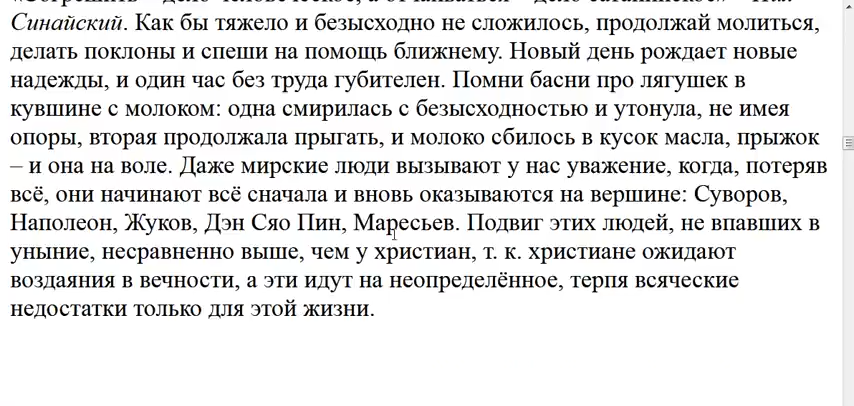 Синайский. Как бы тяжело и безысходно не сложилось, продолжай молиться,
делать поклоны и спеши на помощь ближнему. Новый день рождает новые
надежды, и один час без труда губителен. Помни басни про лягушек в
кувшине с молоком: одна смирилась с безысходностью и утонула, не имея
опоры, вторая продолжала прыгать, и молоко сбилось в кусок масла, прыжок
– и она на воле. Даже мирские люди вызывают у нас уважение, когда, потеряв
всё, они начинают всё сначала и вновь оказываются на вершине: Суворов,
Наполеон, Жуков, Дэн Сяо Пин, Маресьев. Подвиг этих людей, не впавших в
уныние, несравненно выше, чем у христиан, т. к. христиане ожидают
воздаяния в вечности, а эти идут на неопределённое, терпя всяческие
недостатки только для этой жизни.